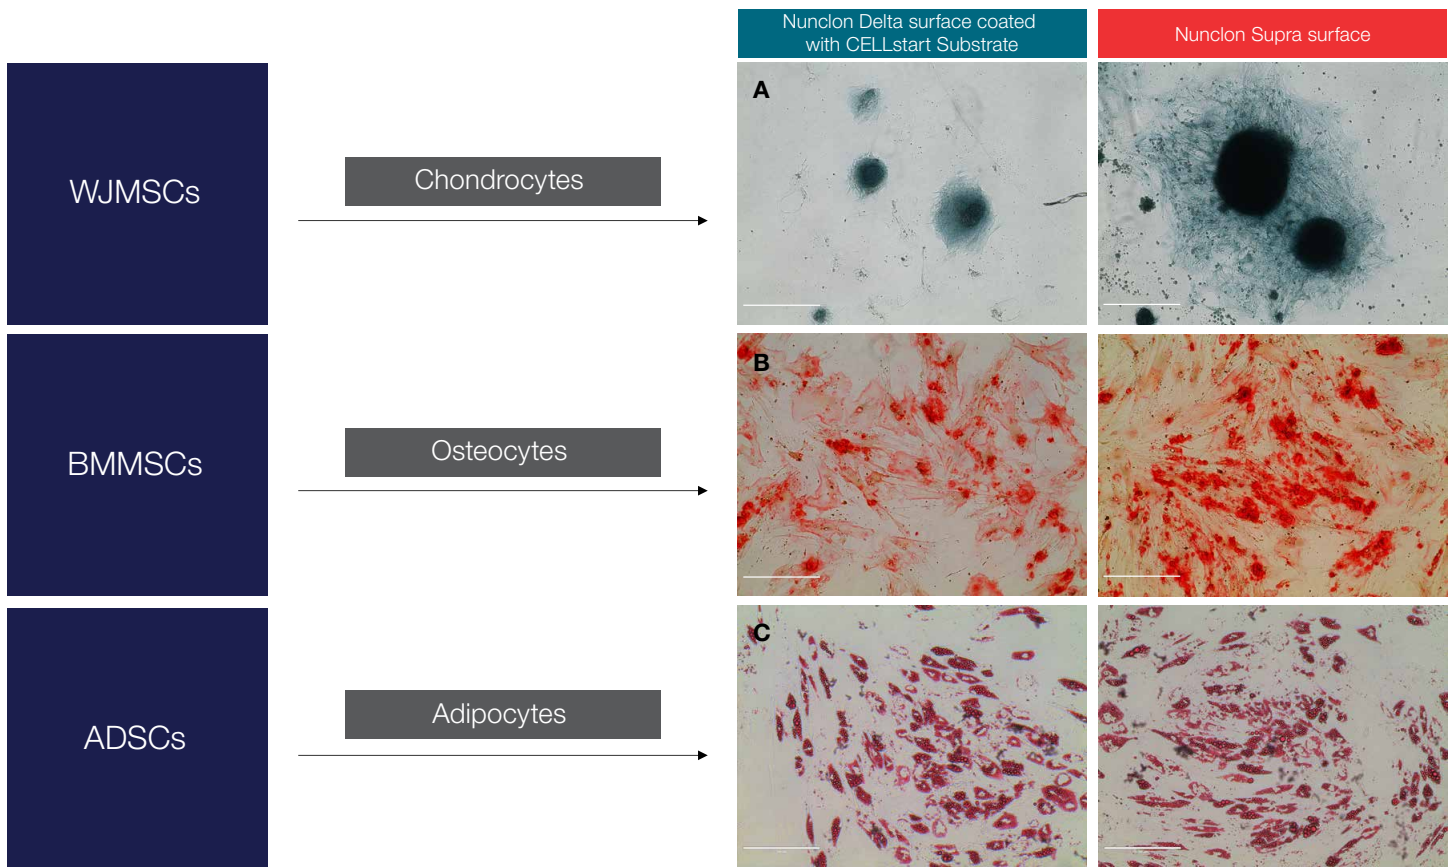 Nunclon Delta surface coated
with CELLstart Substrate
Nunclon Supra surface
WJMSCs
Chondrocytes
A
BMMSCs
Osteocytes
B
ADSCs
Adipocytes
C